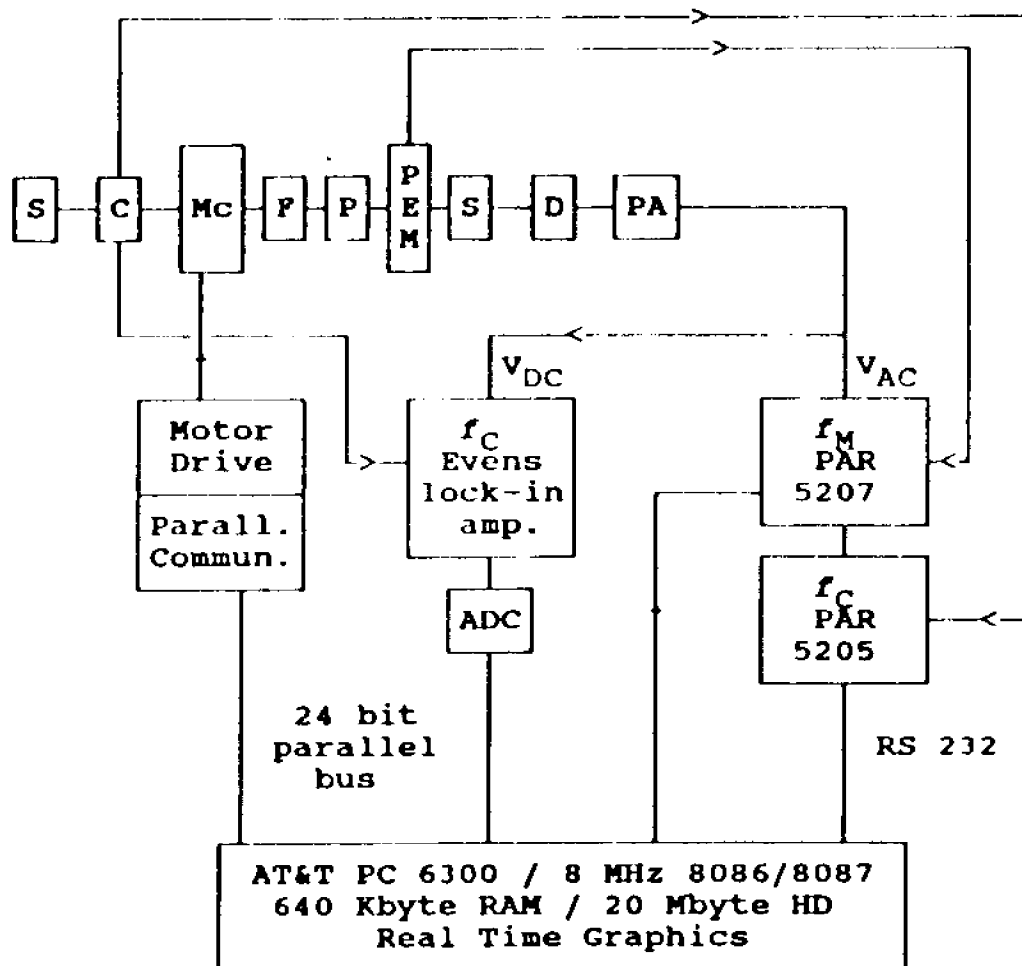 S C Mc F P PEM S D PA
V_DC
V_AC
Motor
Drive
Parall.
Commun.
f_C
Evens
lock-in
amp.
ADC
f_M
PAR
5207
f_C
PAR
5205
24 bit
parallel
bus
RS 232
AT&T PC 6300 / 8 MHz 8086/8087
640 Kbyte RAM / 20 Mbyte HD
Real Time Graphics